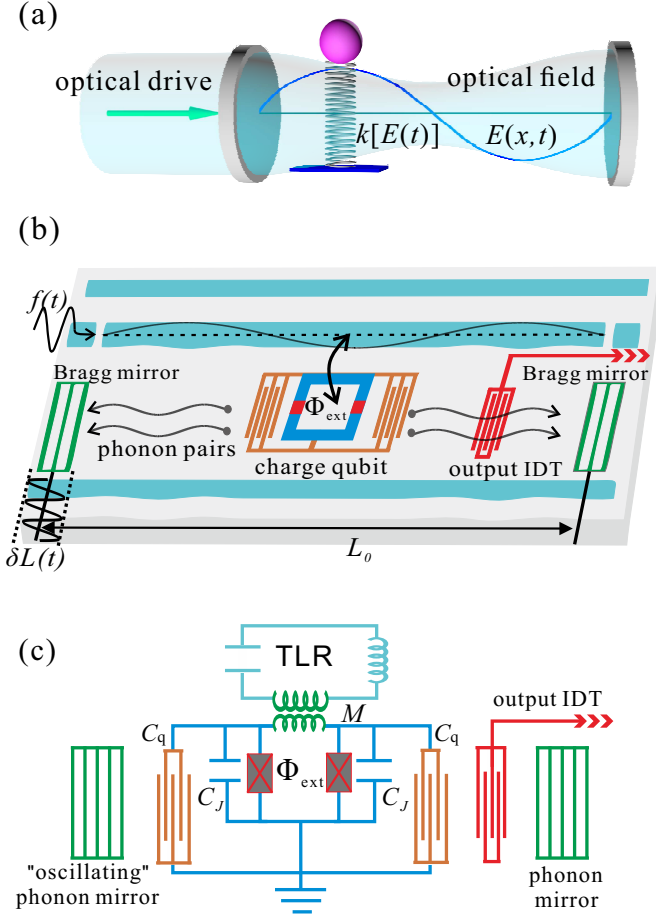 (a)
optical drive
optical field
k[E(t)]
E(x,t)
(b)
f(t)
Bragg mirror
Bragg mirror
Φext
phonon pairs
charge qubit
output IDT
δL(t)
L0
(c)
TLR
M
output IDT
Cq
Cq
Φext
CJ
CJ
"oscillating"
phonon mirror
phonon
mirror